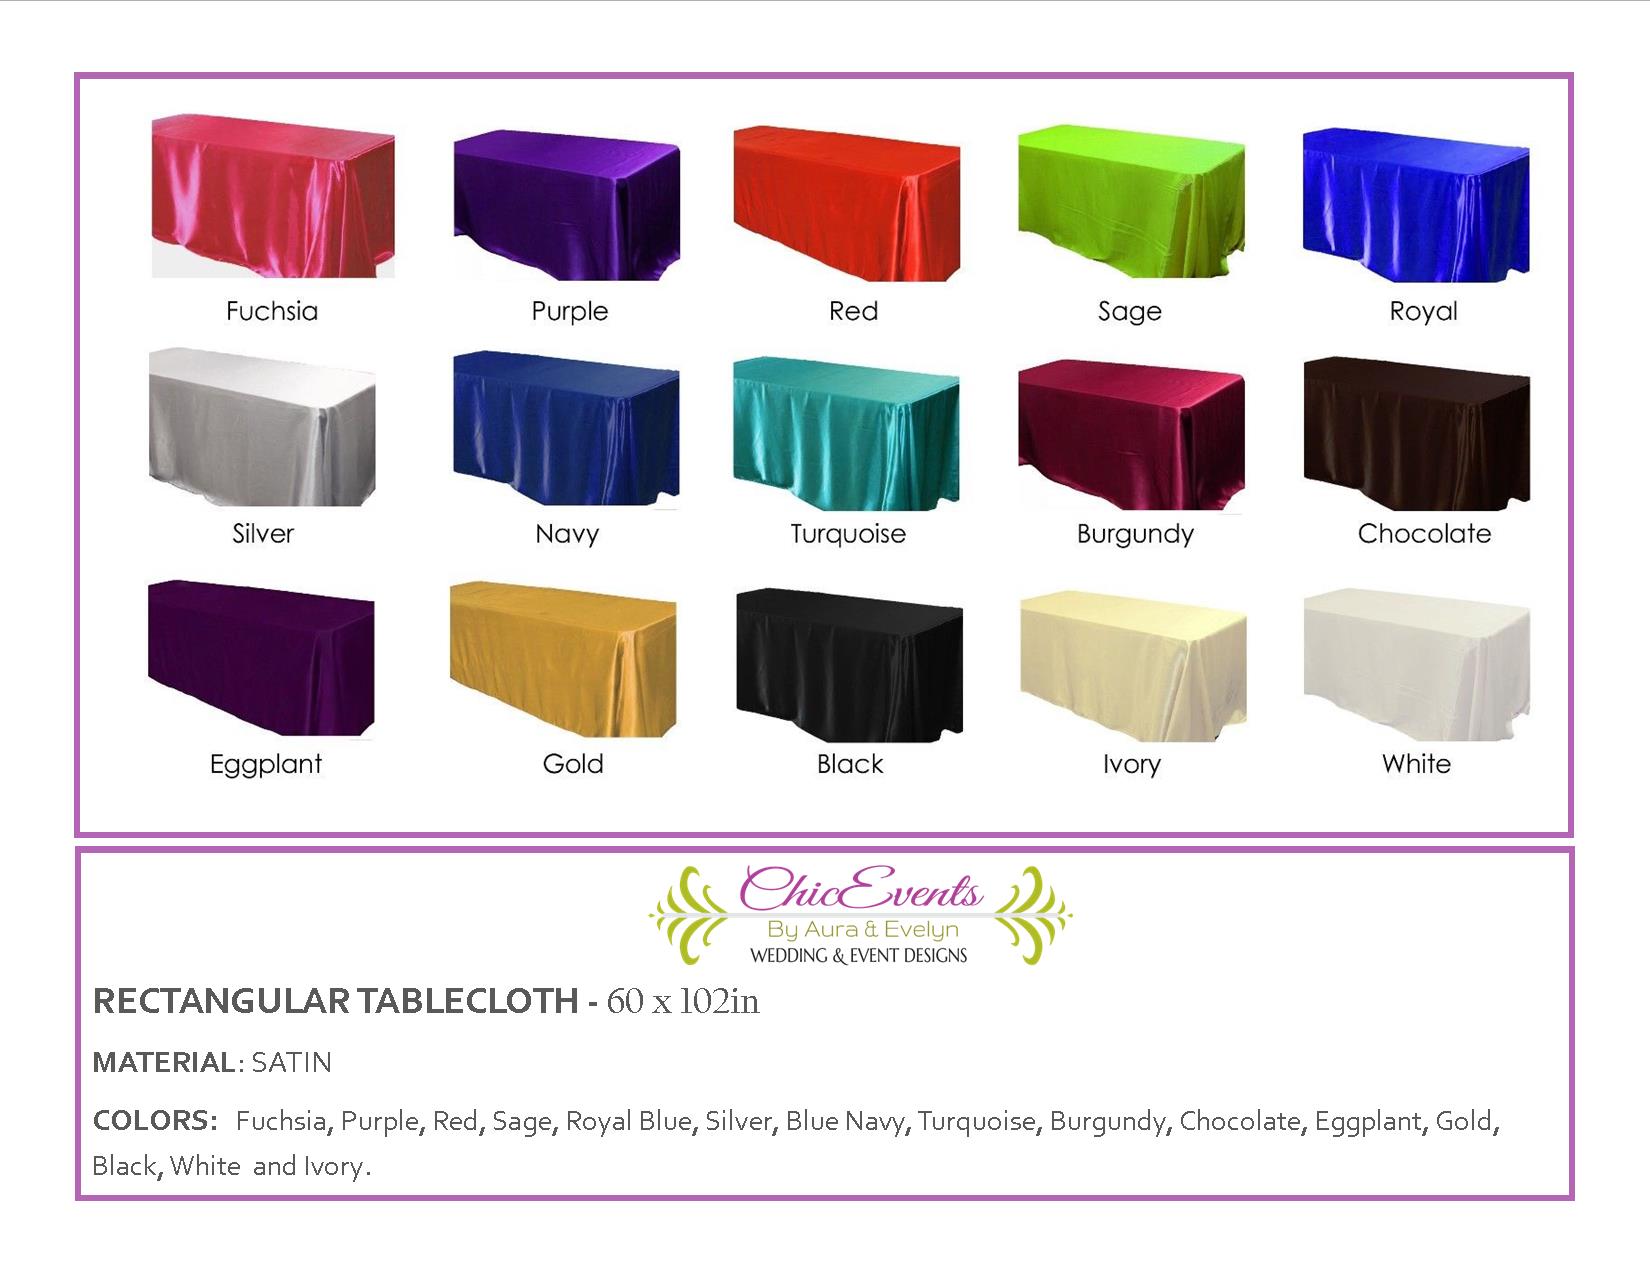 Fuchsia Purple Red Sage Royal
Silver Navy Turquoise Burgundy Chocolate
Eggplant Gold Black Ivory White
ChicEvents
By Aura & Evelyn
WEDDING & EVENT DESIGNS
RECTANGULAR TABLECLOTH - 60 x 102in
MATERIAL: SATIN
COLORS: Fuchsia, Purple, Red, Sage, Royal Blue, Silver, Blue Navy, Turquoise, Burgundy, Chocolate, Eggplant, Gold,
Black, White and Ivory.